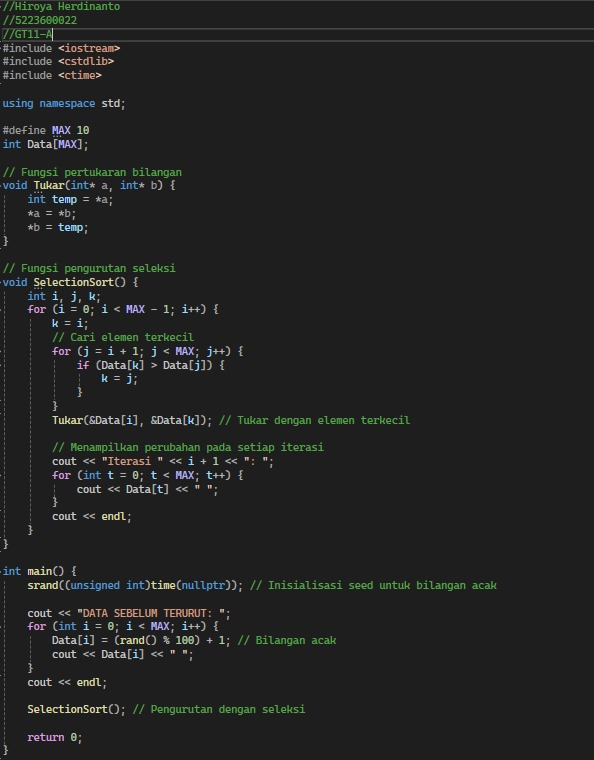 //Hiroya Herdinanto
//5223600022
//GT11-A
#include <iostream>
#include <cstdlib>
#include <ctime>
using namespace std;
#define MAX 10
int Data[MAX];
// Fungsi pertukaran bilangan
void Tukar(int* a, int* b) {
    int temp = *a;
    *a = *b;
    *b = temp;
}
// Fungsi pengurutan seleksi
void SelectionSort() {
    int i, j, k;
    for (i = 0; i < MAX - 1; i++) {
        k = i;
        // Cari elemen terkecil
        for (j = i + 1; j < MAX; j++) {
            if (Data[k] > Data[j]) {
                k = j;
            }
        }
        Tukar(&Data[i], &Data[k]); // Tukar dengan elemen terkecil
        // Menampilkan perubahan pada setiap iterasi
        cout << "Iterasi " << i + 1 << ": ";
        for (int t = 0; t < MAX; t++) {
            cout << Data[t] << " ";
        }
        cout << endl;
    }
}
int main() {
    srand((unsigned int)time(nullptr)); // Inisialisasi seed untuk bilangan acak
    cout << "DATA SEBELUM TERURUT: ";
    for (int i = 0; i < MAX; i++) {
        Data[i] = (rand() % 100) + 1; // Bilangan acak
        cout << Data[i] << " ";
    }
    cout << endl;
    SelectionSort(); // Pengurutan dengan seleksi
    return 0;
}